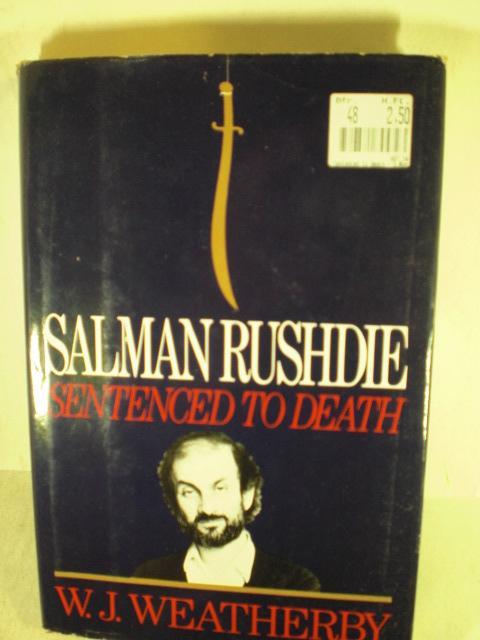 48 2.50
SALMAN RUSHDIE
SENTENCED TO DEATH
W. J. WEATHERBY